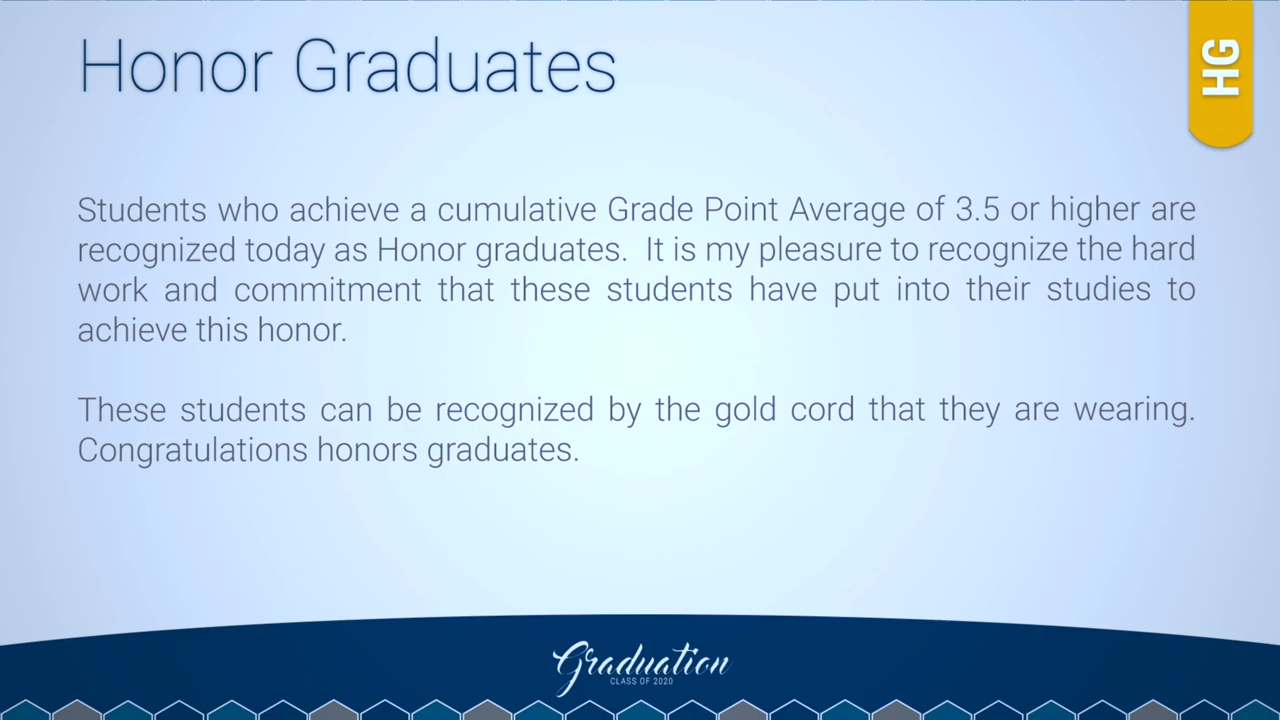 Honor Graduates
HG
Students who achieve a cumulative Grade Point Average of 3.5 or higher are
recognized today as Honor graduates.  It is my pleasure to recognize the hard
work and commitment that these students have put into their studies to
achieve this honor.
These students can be recognized by the gold cord that they are wearing.
Congratulations honors graduates.
Graduation
CLASS OF 2020